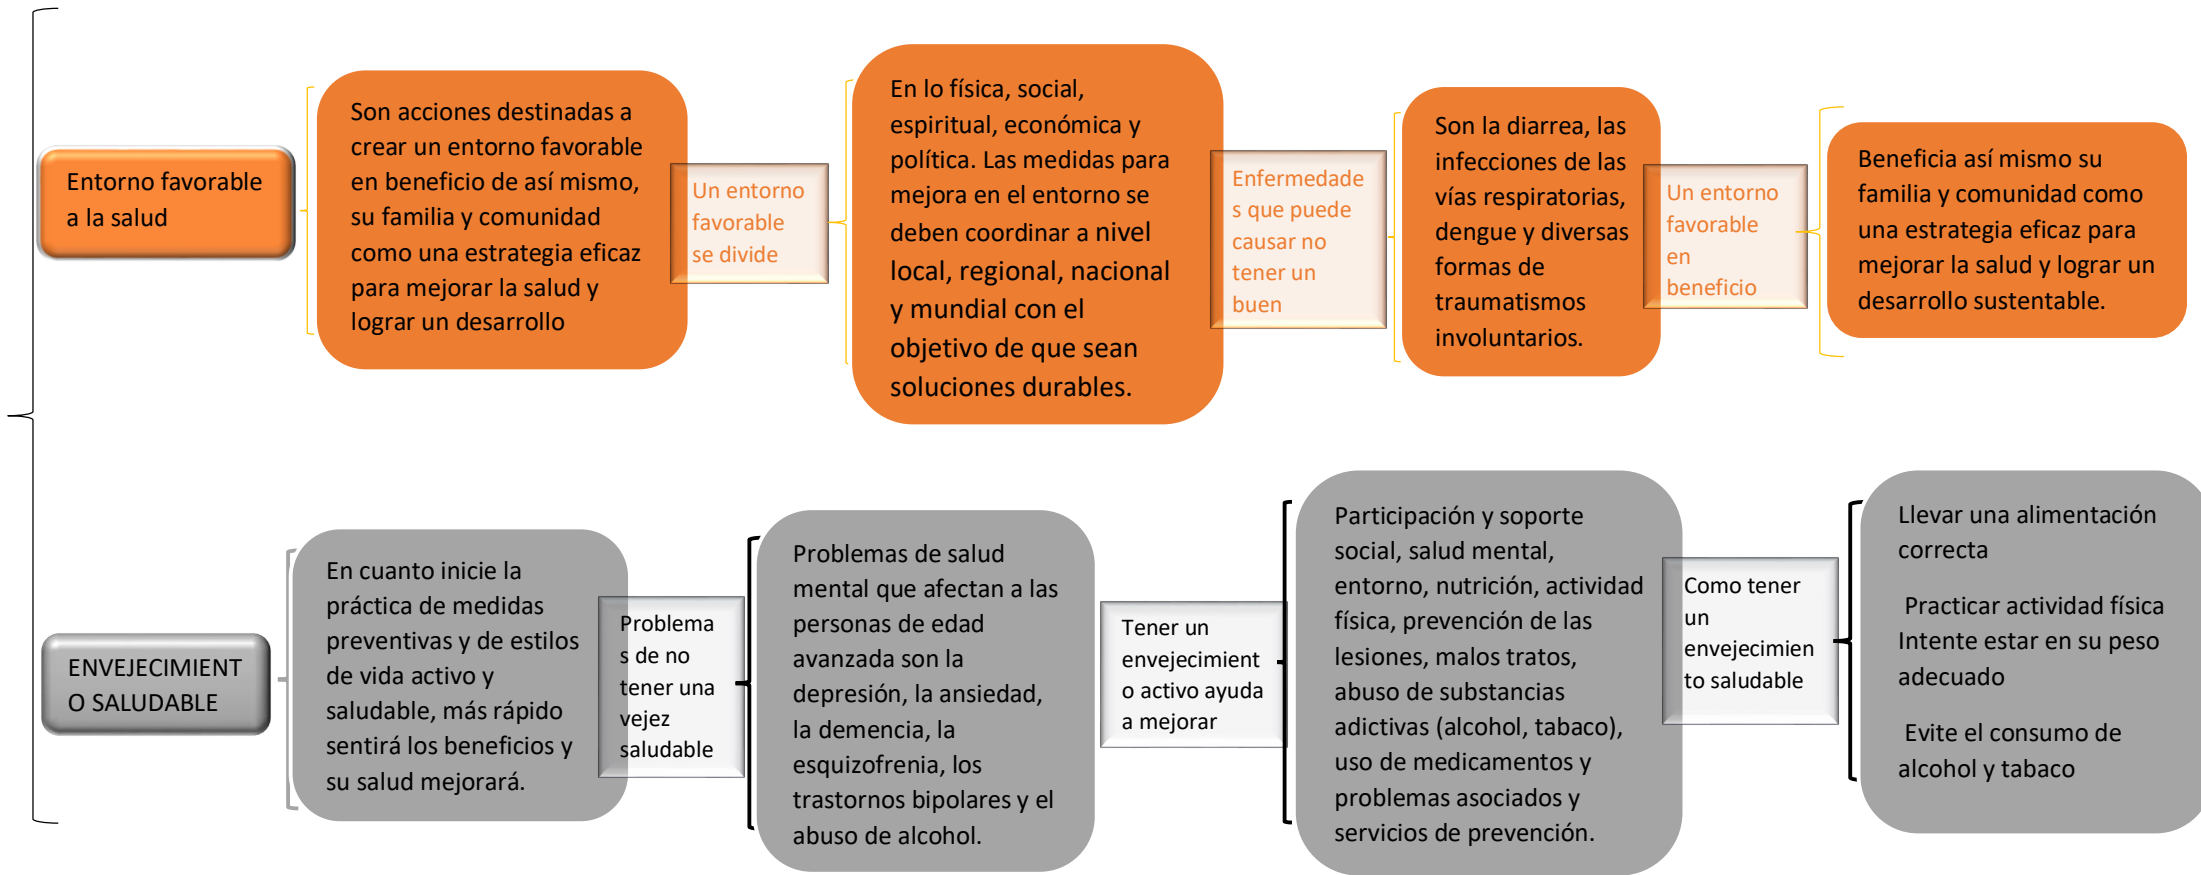 Entorno favorable
a la salud
Son acciones destinadas a
crear un entorno favorable
en beneficio de así mismo,
su familia y comunidad
como una estrategia eficaz
para mejorar la salud y
lograr un desarrollo
Un entorno
favorable
se divide
En lo física, social,
espiritual, económica y
política. Las medidas para
mejora en el entorno se
deben coordinar a nivel
local, regional, nacional
y mundial con el
objetivo de que sean
soluciones durables.
Enfermedade
s que puede
causar no
tener un
buen
Son la diarrea, las
infecciones de las
vías respiratorias,
dengue y diversas
formas de
traumatismos
involuntarios.
Un entorno
favorable
en
beneficio
Beneficia así mismo su
familia y comunidad como
una estrategia eficaz para
mejorar la salud y lograr un
desarrollo sustentable.
ENVEJECIMIENT
O SALUDABLE
En cuanto inicie la
práctica de medidas
preventivas y de estilos
de vida activo y
saludable, más rápido
sentirá los beneficios y
su salud mejorará.
Problema
s de no
tener una
vejez
saludable
Problemas de salud
mental que afectan a las
personas de edad
avanzada son la
depresión, la ansiedad,
la demencia, la
esquizofrenia, los
trastornos bipolares y el
abuso de alcohol.
Tener un
envejecimient
o activo ayuda
a mejorar
Participación y soporte
social, salud mental,
entorno, nutrición, actividad
física, prevención de las
lesiones, malos tratos,
abuso de substancias
adictivas (alcohol, tabaco),
uso de medicamentos y
problemas asociados y
servicios de prevención.
Como tener
un
envejecimien
to saludable
Llevar una alimentación
correcta
Practicar actividad física
Intente estar en su peso
adecuado
Evite el consumo de
alcohol y tabaco